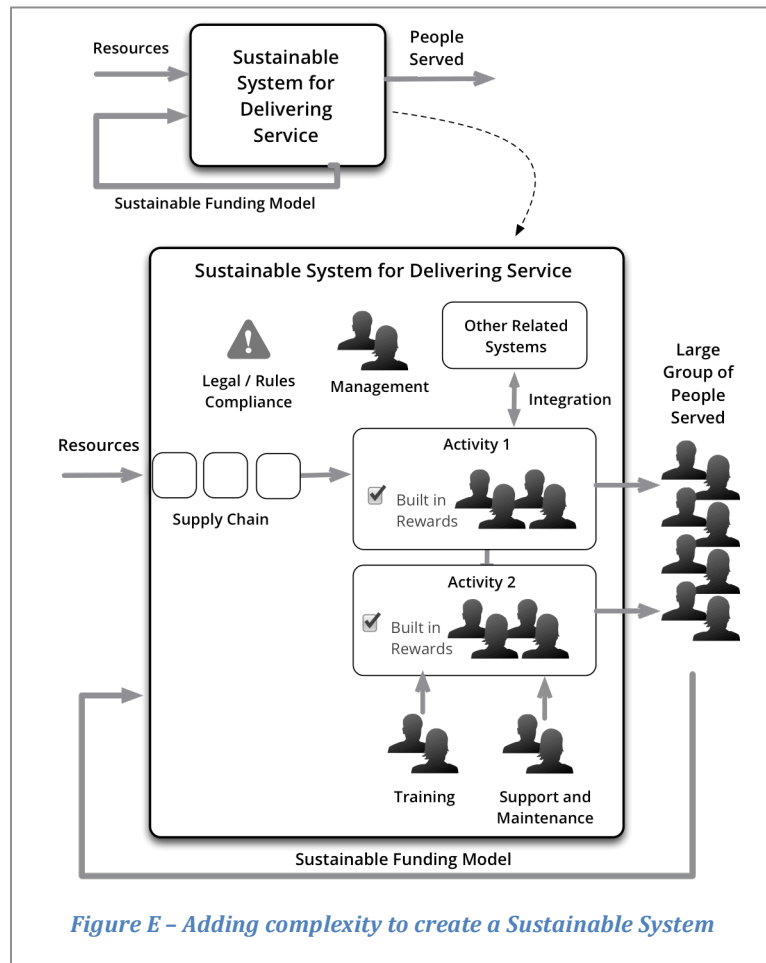 Resources
Sustainable
System for
Delivering
Service
People
Served
Sustainable Funding Model
Sustainable System for Delivering Service
Legal / Rules
Compliance
Management
Other Related
Systems
Integration
Large
Group of
People
Served
Resources
Supply Chain
Activity 1
Built in
Rewards
Activity 2
Built in
Rewards
Training
Support and
Maintenance
Sustainable Funding Model
Figure E – Adding complexity to create a Sustainable System